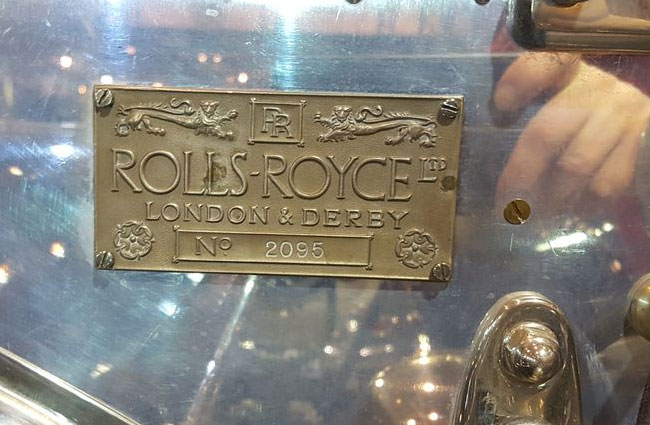 RR
ROLLS-ROYCE LTD
LONDON & DERBY
No 2095